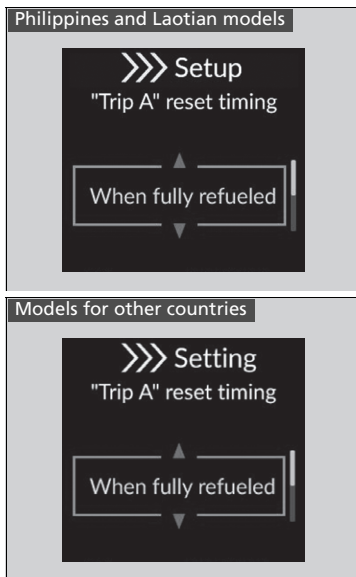 Philippines and Laotian models
Setup
"Trip A" reset timing
When fully refueled
Models for other countries
Setting
"Trip A" reset timing
When fully refueled